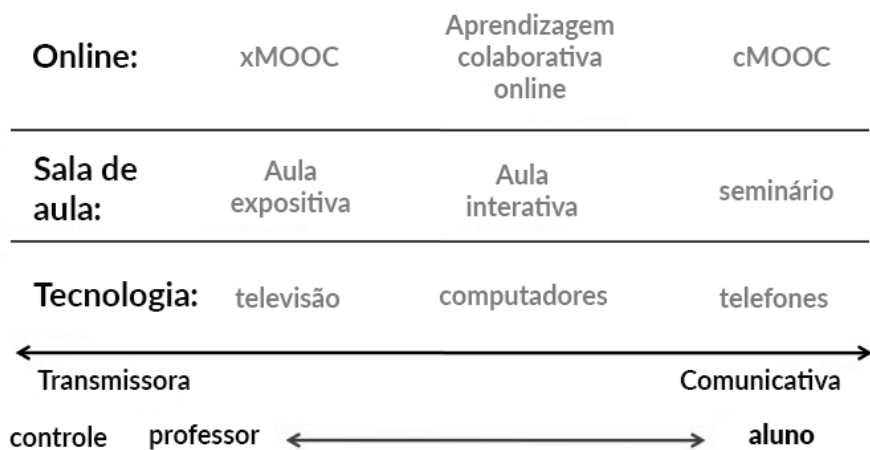 Online: xMOOC Aprendizagem
colaborativa
online cMOOC
Sala de
aula: Aula
expositiva Aula
interativa seminário
Tecnologia: televisão computadores telefones
Transmissora Comunicativa
controle professor aluno